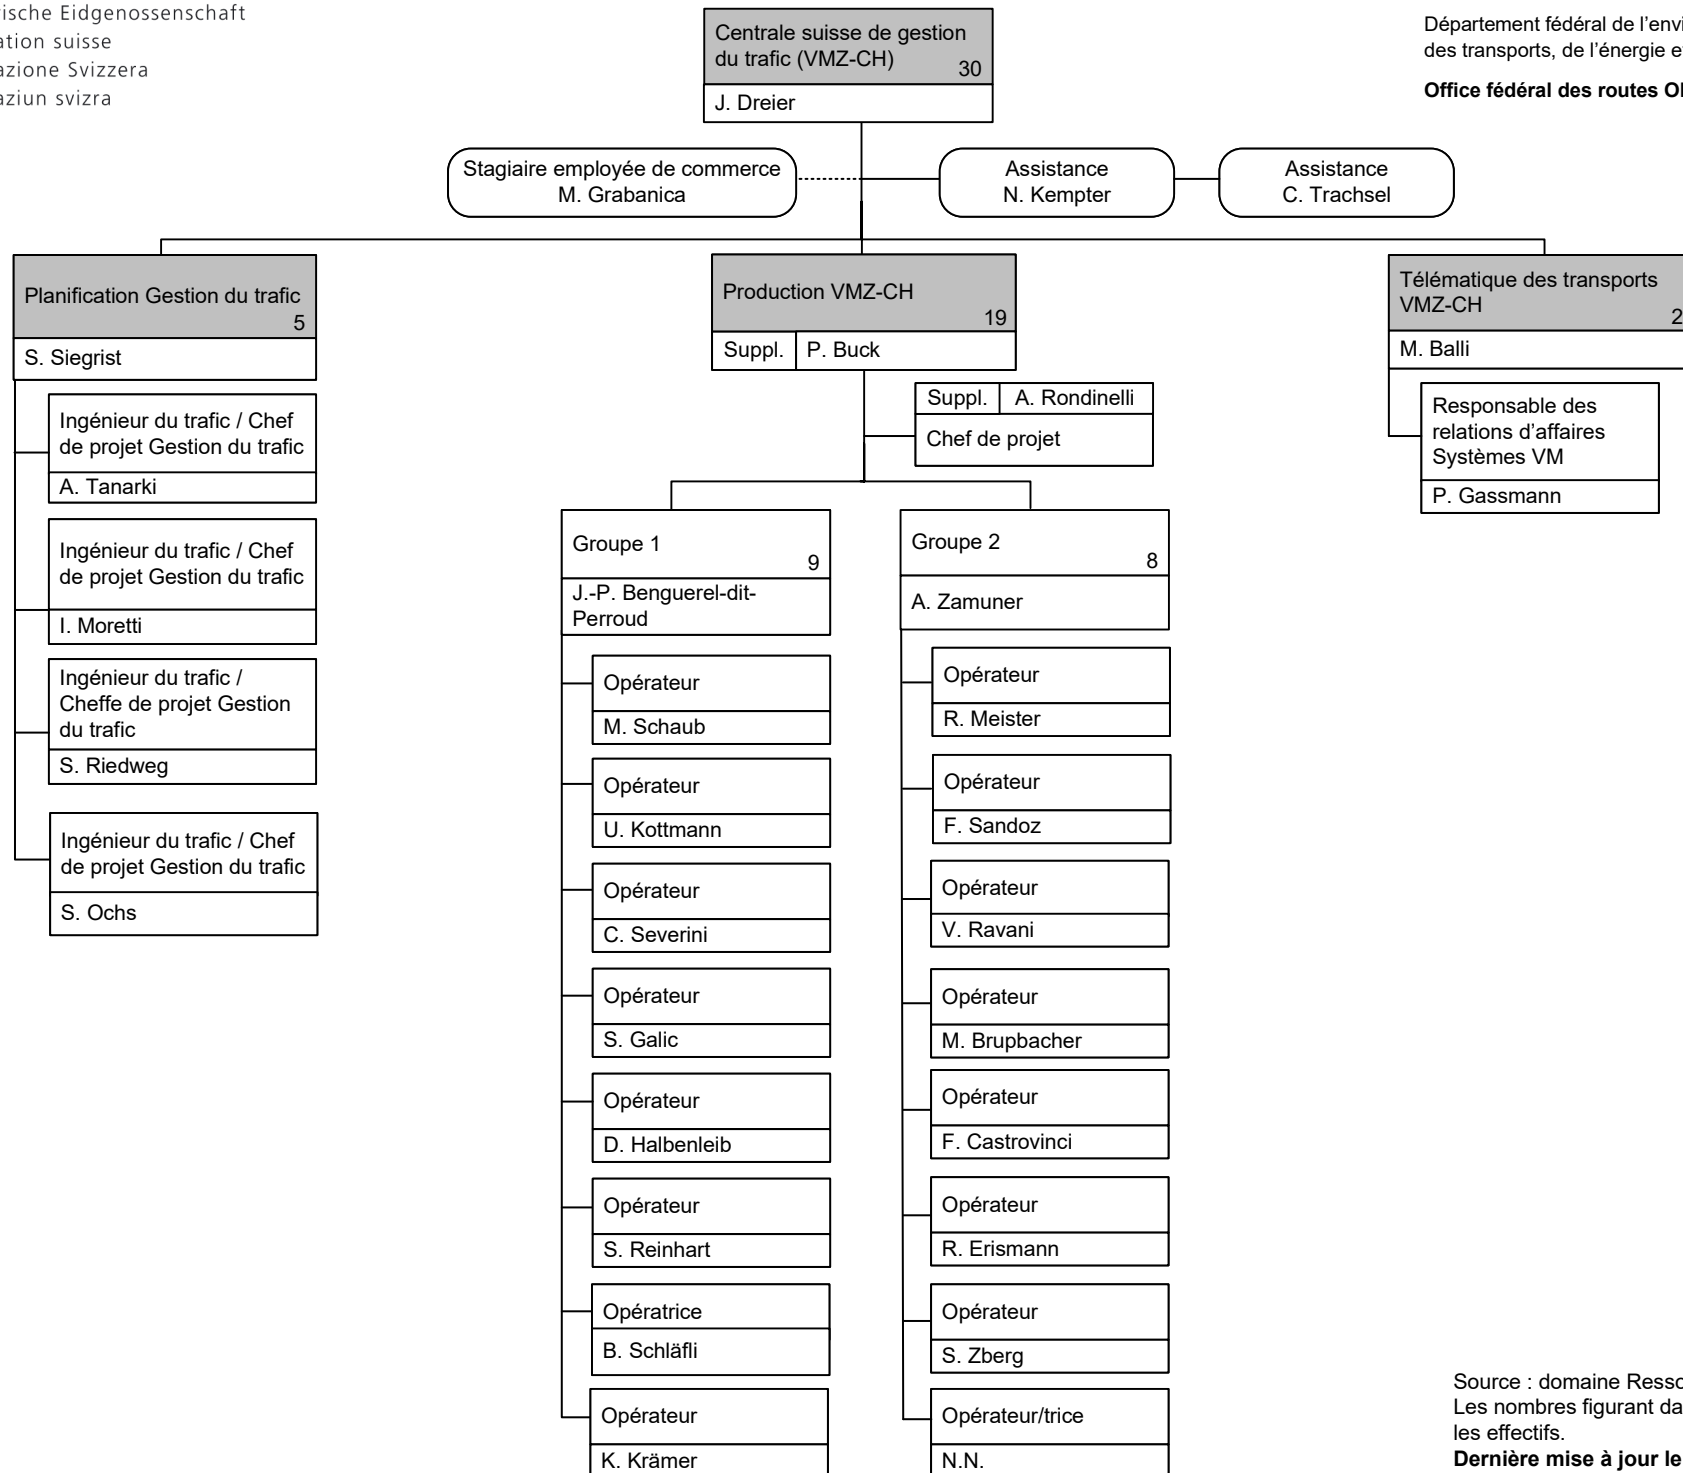 Eidgenossenschaft
suisse
Svizzera
svizra
Département fédéral de
des transports, de l’énergie
Office fédéral des routes
Centrale suisse de gestion
du trafic (VMZ-CH) 30
J. Dreier
Stagiaire employée de commerce
M. Grabanica
Assistance
N. Kempter
Assistance
C. Trachsel
Planification Gestion du trafic
5
S. Siegrist
Ingénieur du trafic / Chef
de projet Gestion du trafic
A. Tanarki
Ingénieur du trafic / Chef
de projet Gestion du trafic
I. Moretti
Ingénieur du trafic /
Cheffe de projet Gestion
du trafic
S. Riedweg
Ingénieur du trafic / Chef
de projet Gestion du trafic
S. Ochs
Production VMZ-CH
19
Suppl. P. Buck
Suppl. A. Rondinelli
Chef de projet
Groupe 1
9
J.-P. Benguerel-dit-
Perroud
Opérateur
M. Schaub
Opérateur
U. Kottmann
Opérateur
C. Severini
Opérateur
S. Galic
Opérateur
D. Halbenleib
Opérateur
S. Reinhart
Opératrice
B. Schläfli
Opérateur
K. Krämer
Groupe 2
8
A. Zamuner
Opérateur
R. Meister
Opérateur
F. Sandoz
Opérateur
V. Ravani
Opérateur
M. Brupbacher
Opérateur
F. Castrovinci
Opérateur
R. Erismann
Opérateur
S. Zberg
Opérateur/trice
N.N.
Télématique des transports
VMZ-CH
2
M. Balli
Responsable des
relations d’affaires
Systèmes VM
P. Gassmann
Source : domaine
Les nombres figurant
les effectifs.
Dernière mise à jour le